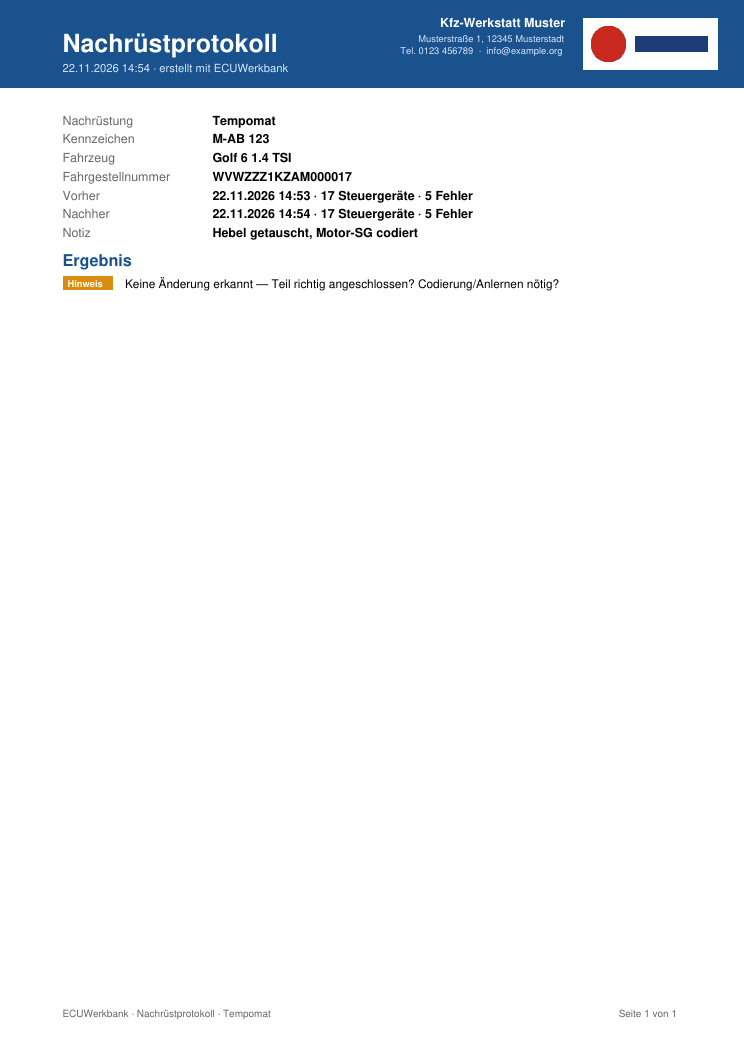 Nachrüstprotokoll
22.11.2026 14:54 · erstellt mit ECUWerkbank
Kfz-Werkstatt Muster
Musterstraße 1, 12345 Musterstadt
Tel. 0123 456789 · info@example.org
Nachrüstung Tempomat
Kennzeichen M-AB 123
Fahrzeug Golf 6 1.4 TSI
Fahrgestellnummer WVWZZZ1KZAM000017
Vorher 22.11.2026 14:53 · 17 Steuergeräte · 5 Fehler
Nachher 22.11.2026 14:54 · 17 Steuergeräte · 5 Fehler
Notiz Hebel getauscht, Motor-SG codiert
Ergebnis
Hinweis Keine Änderung erkannt — Teil richtig angeschlossen? Codierung/Anlernen nötig?
ECUWerkbank · Nachrüstprotokoll · Tempomat Seite 1 von 1